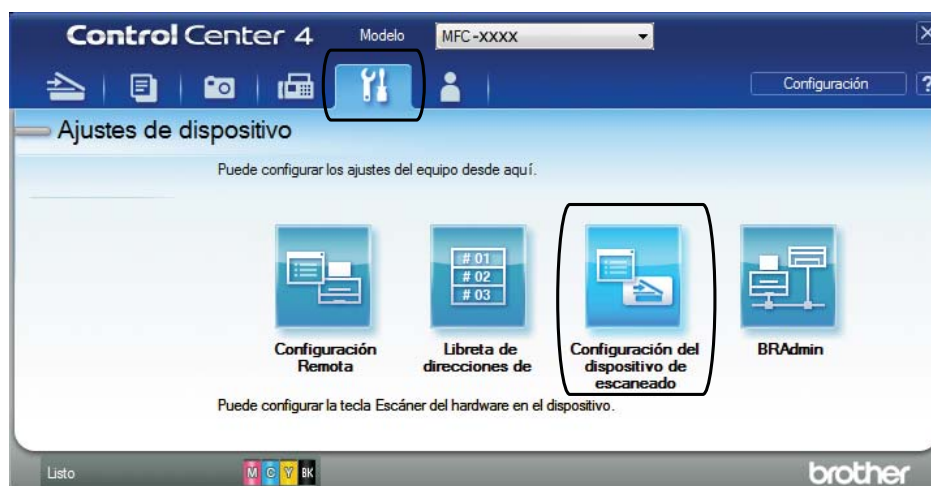 Control Center 4 Modelo MFC-XXXX X
Configuración ?
Ajustes de dispositivo
Puede configurar los ajustes del equipo desde aquí.
# 01
# 02
# 03
Configuración
Remota
Libreta de
direcciones de
Configuración del
dispositivo de
escaneado
BRAdmin
Puede configurar la tecla Escáner del hardware en el dispositivo.
Listo M C Y BK brother